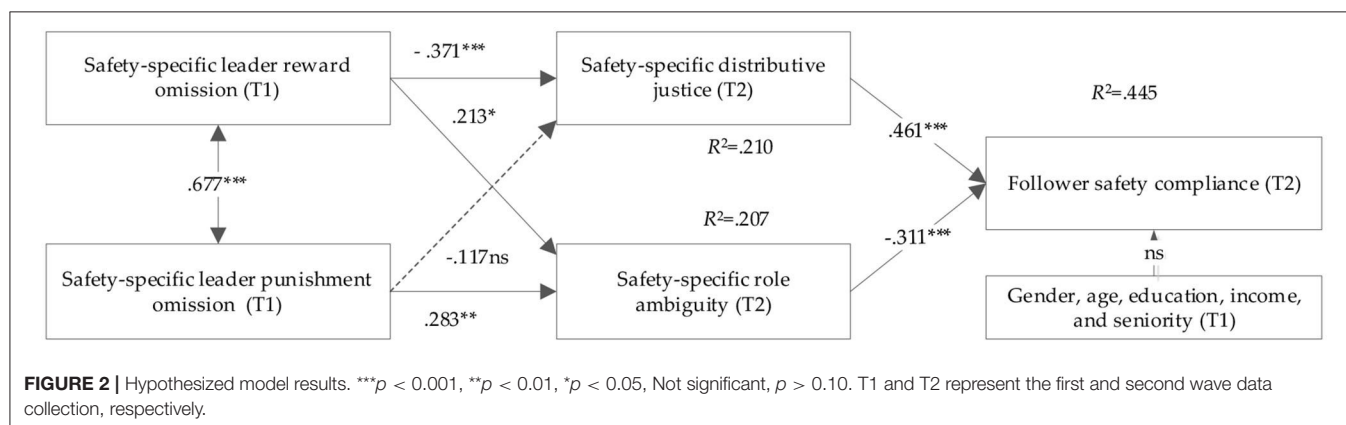 Safety-specific leader reward
omission (T1)
- .371***
Safety-specific distributive
justice (T2)
R²=.445
.213*
.461***
R²=.210
.677***
Follower safety compliance (T2)
R²=.207
-.311***
-.117ns
ns
Safety-specific leader punishment
omission (T1)
Safety-specific role
ambiguity (T2)
.283**
Gender, age, education, income,
and seniority (T1)
FIGURE 2 | Hypothesized model results. ***p < 0.001, **p < 0.01, *p < 0.05, Not significant, p > 0.10. T1 and T2 represent the first and second wave data
collection, respectively.